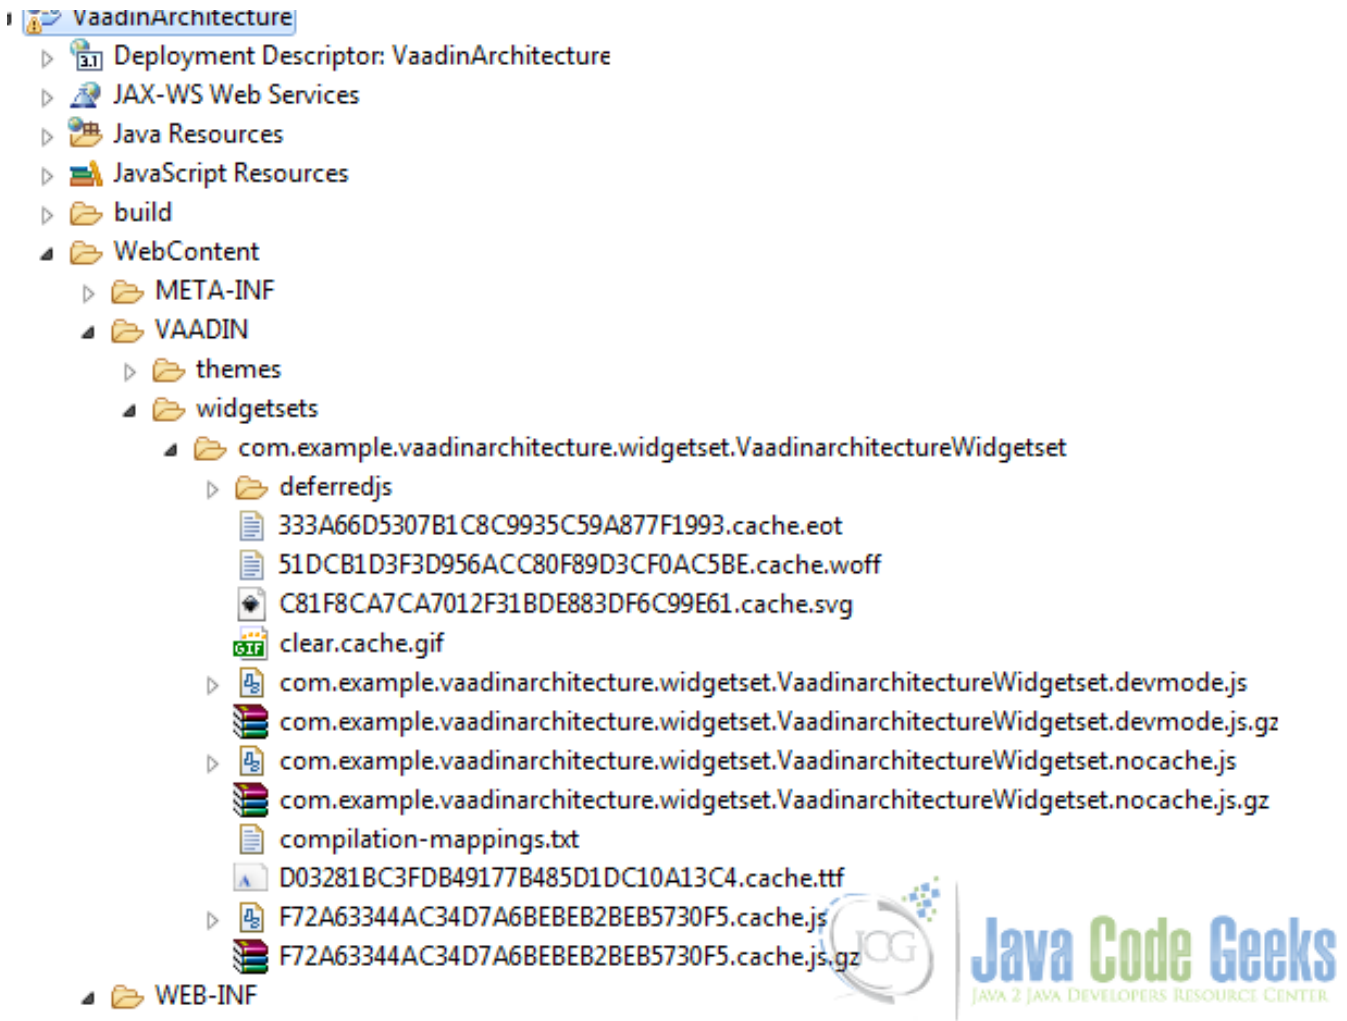 VaadinArchitecture
3.1 Deployment Descriptor: VaadinArchitecture
JAX-WS Web Services
Java Resources
JavaScript Resources
build
WebContent
META-INF
VAADIN
themes
widgetsets
com.example.vaadinarchitecture.widgetset.VaadinarchitectureWidgetset
deferredjs
333A66D5307B1C8C9935C59A877F1993.cache.eot
51DCB1D3F3D956ACC80F89D3CF0AC5BE.cache.woff
C81F8CA7CA7012F31BDE883DF6C99E61.cache.svg
GIF clear.cache.gif
com.example.vaadinarchitecture.widgetset.VaadinarchitectureWidgetset.devmode.js
com.example.vaadinarchitecture.widgetset.VaadinarchitectureWidgetset.devmode.js.gz
com.example.vaadinarchitecture.widgetset.VaadinarchitectureWidgetset.nocache.js
com.example.vaadinarchitecture.widgetset.VaadinarchitectureWidgetset.nocache.js.gz
compilation-mappings.txt
A D03281BC3FDB49177B485D1DC10A13C4.cache.ttf
F72A63344AC34D7A6BEBEB2BEB5730F5.cache.js
F72A63344AC34D7A6BEBEB2BEB5730F5.cache.js.gz
WEB-INF
JCG
Java Code Geeks
JAVA 2 JAVA DEVELOPERS RESOURCE CENTER